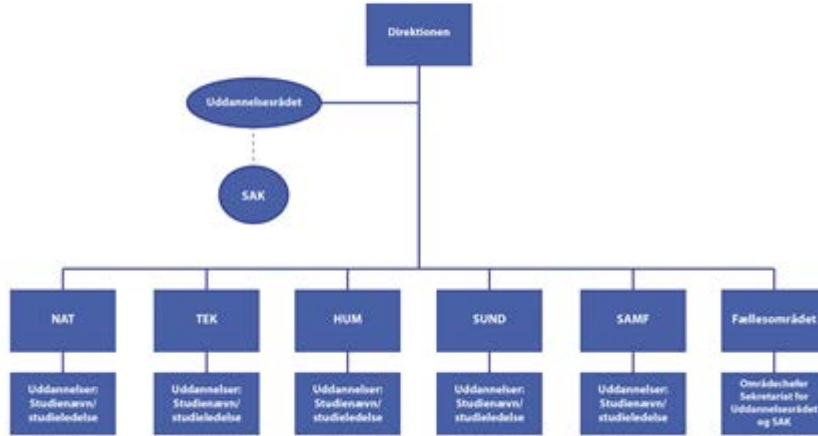 Direktionen
Uddannelsesrådet
SAK
NAT
TEK
HUM
SUND
SAMF
Fællesområdet
Uddannelser:
Studienævn/
studieledelse
Uddannelser:
Studienævn/
studieledelse
Uddannelser:
Studienævn/
studieledelse
Uddannelser:
Studienævn/
studieledelse
Uddannelser:
Studienævn/
studieledelse
Områdechefer
Sekretariat for
Uddannelsesrådet
og SAK